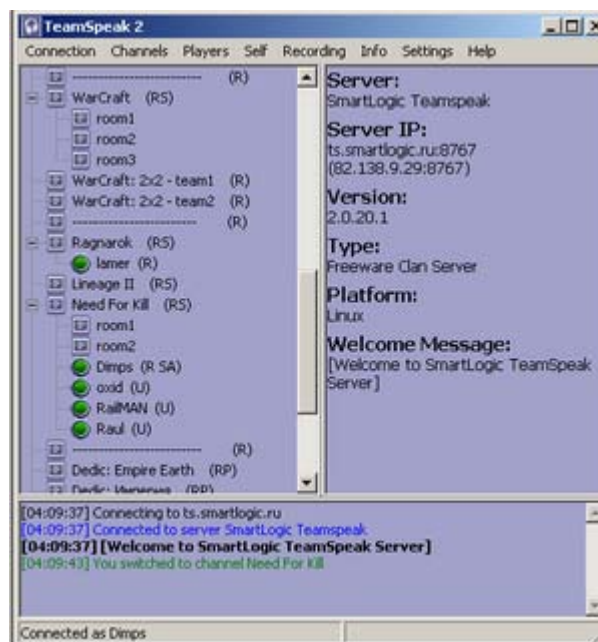 TeamSpeak 2
Connection Channels Players Self Recording Info Settings Help
-------------------------- (R)
WarCraft (RS)
room1
room2
room3
WarCraft: 2x2 - team1 (R)
WarCraft: 2x2 - team2 (R)
-------------------------- (R)
Ragnarok (RS)
lamer (R)
Lineage II (RS)
Need For Kill (RS)
room1
room2
Dimps (R SA)
oxid (U)
RailMAN (U)
Raul (U)
-------------------------- (R)
Dedic: Empire Earth (RP)
Dedic: Империя (RP)
Server:
SmartLogic Teamspeak
Server IP:
ts.smartlogic.ru:8767
(82.138.9.29:8767)
Version:
2.0.20.1
Type:
Freeware Clan Server
Platform:
Linux
Welcome Message:
[Welcome to SmartLogic TeamSpeak
Server]
[04:09:37] Connecting to ts.smartlogic.ru
[04:09:37] Connected to server SmartLogic Teamspeak
[04:09:37] [Welcome to SmartLogic TeamSpeak Server]
[04:09:43] You switched to channel Need For Kill
Connected as Dimps